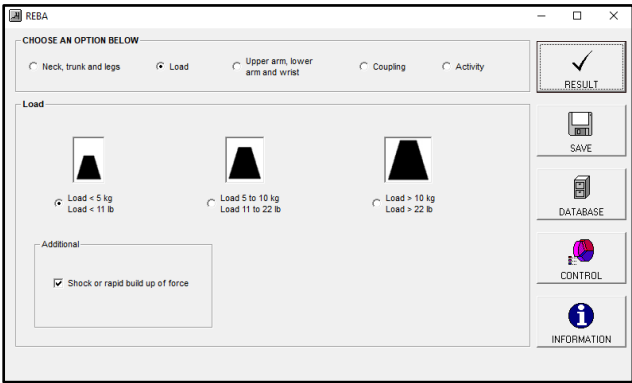 REBA
CHOOSE AN OPTION BELOW
Neck, trunk and legs
Load
Upper arm, lower
arm and wrist
Coupling
Activity
RESULT
Load
SAVE
Load < 5 kg
Load < 11 lb
Load 5 to 10 kg
Load 11 to 22 lb
Load > 10 kg
Load > 22 lb
DATABASE
Additional
Shock or rapid build up of force
CONTROL
INFORMATION